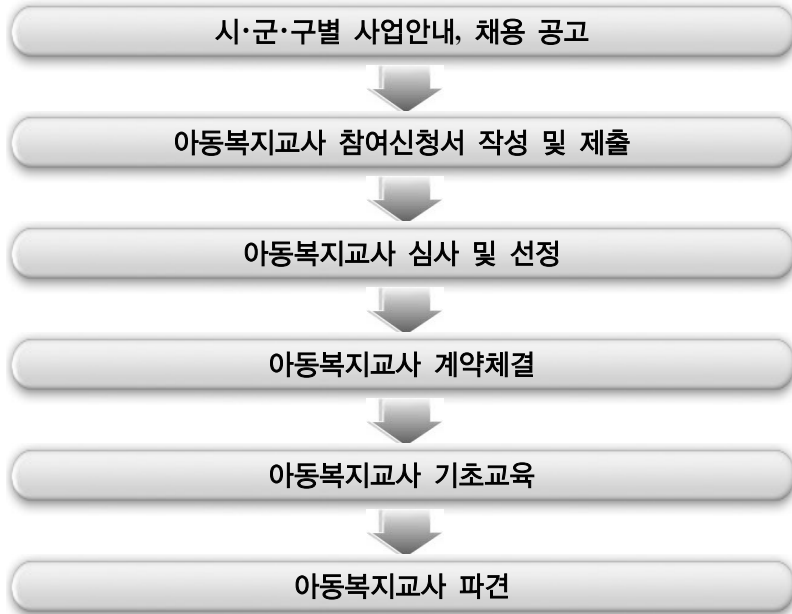 시·군·구별 사업안내, 채용 공고
아동복지교사 참여신청서 작성 및 제출
아동복지교사 심사 및 선정
아동복지교사 계약체결
아동복지교사 기초교육
아동복지교사 파견